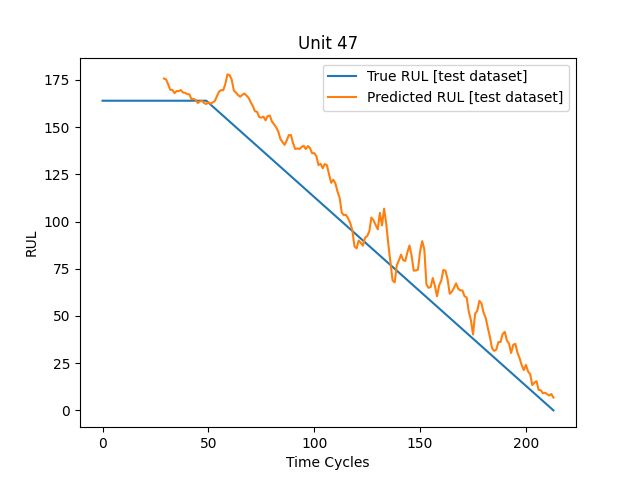 Unit 47
True RUL [test dataset]
Predicted RUL [test dataset]
175
150
125
100
75
50
25
0
RUL
0 50 100 150 200
Time Cycles